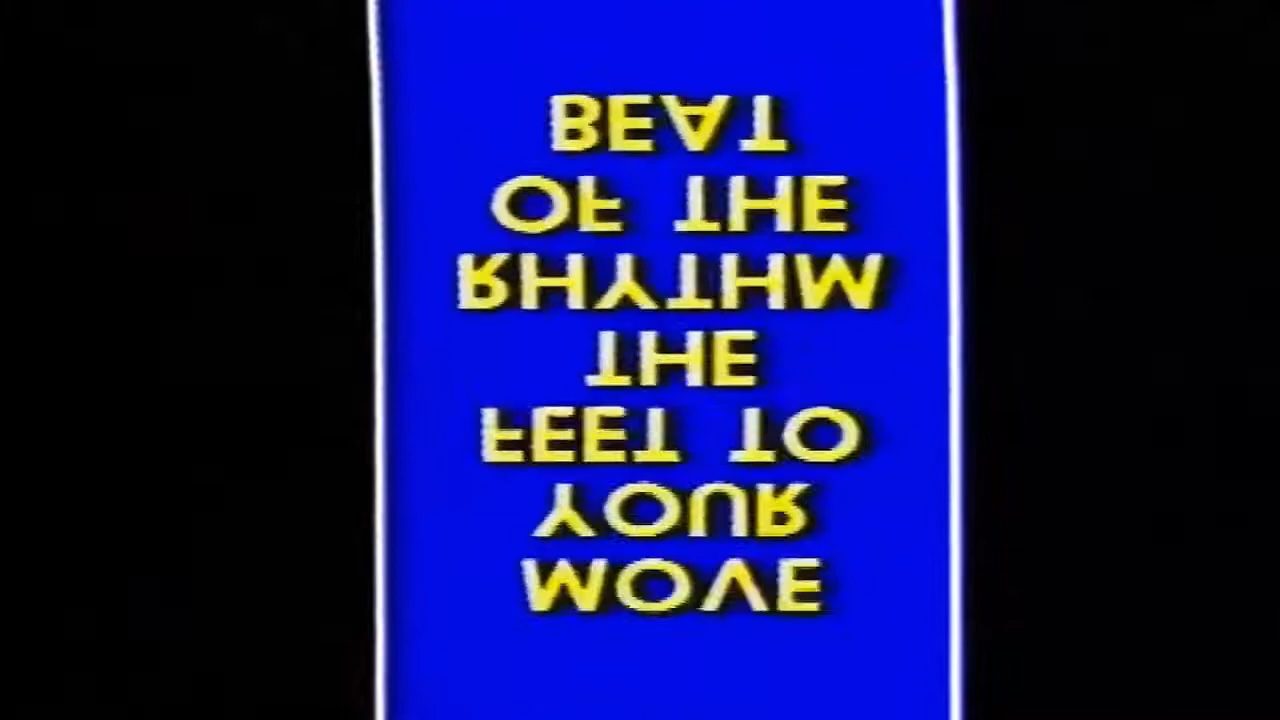 MOVE
YOUR
FEET TO
THE
RHYTHM
OF THE
BEAT